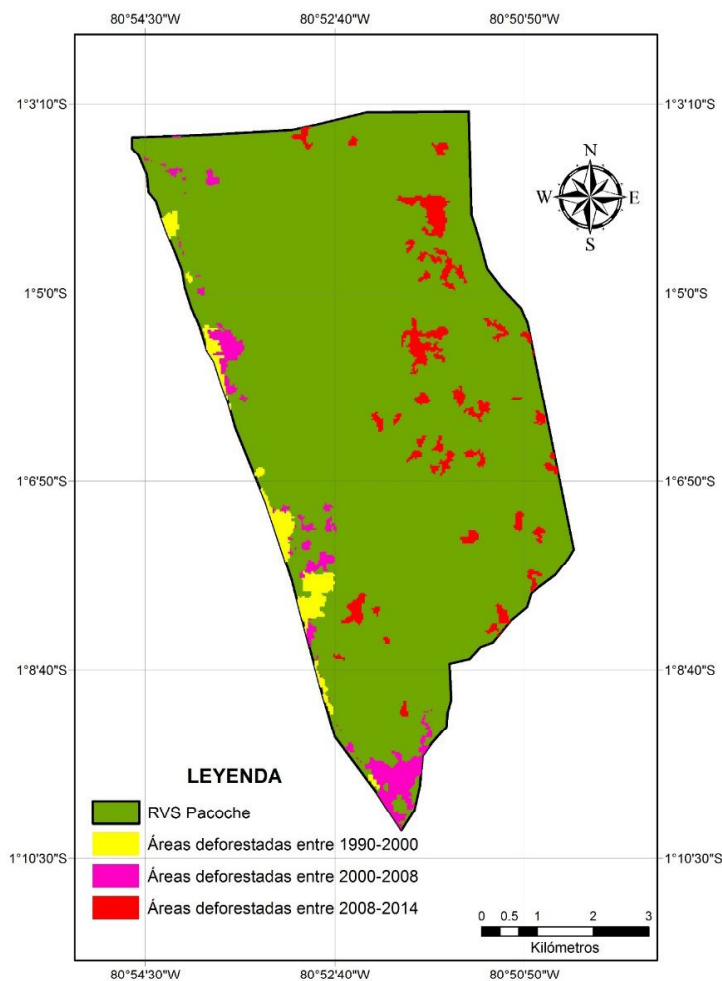 80°54'30"W 80°52'40"W 80°50'50"W
1°3'10"S 1°3'10"S
N
W E
S
1°5'0"S 1°5'0"S
1°6'50"S 1°6'50"S
1°8'40"S 1°8'40"S
LEYENDA
RVS Pacoche
Áreas deforestadas entre 1990-2000
1°10'30"S 1°10'30"S
Áreas deforestadas entre 2000-2008
Áreas deforestadas entre 2008-2014
0 0.5 1 2 3
Kilómetros
80°54'30"W 80°52'40"W 80°50'50"W